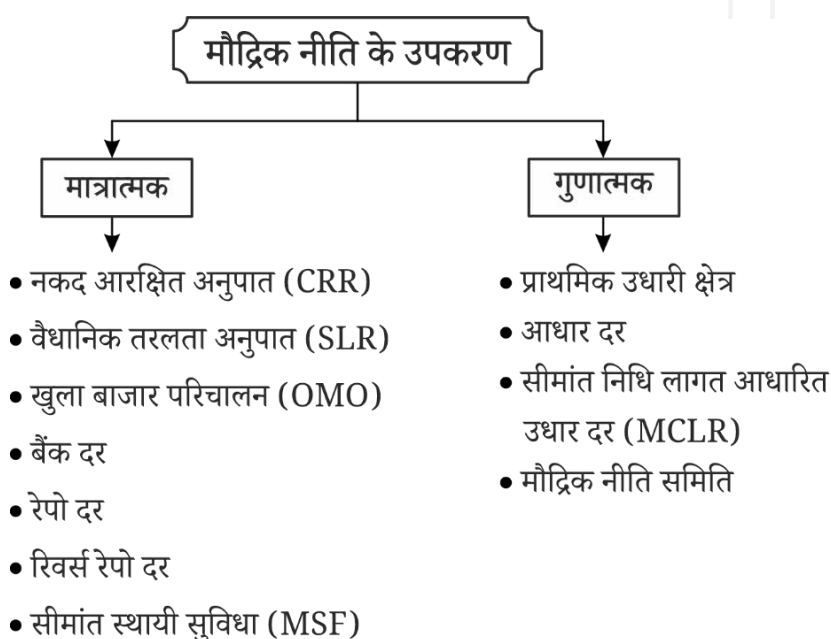 मौद्रिक नीति के उपकरण
मात्रात्मक
• नकद आरक्षित अनुपात (CRR)
• वैधानिक तरलता अनुपात (SLR)
• खुला बाजार परिचालन (OMO)
• बैंक दर
• रेपो दर
• रिवर्स रेपो दर
• सीमांत स्थायी सुविधा (MSF)
गुणात्मक
• प्राथमिक उधारी क्षेत्र
• आधार दर
• सीमांत निधि लागत आधारित
उधार दर (MCLR)
• मौद्रिक नीति समिति